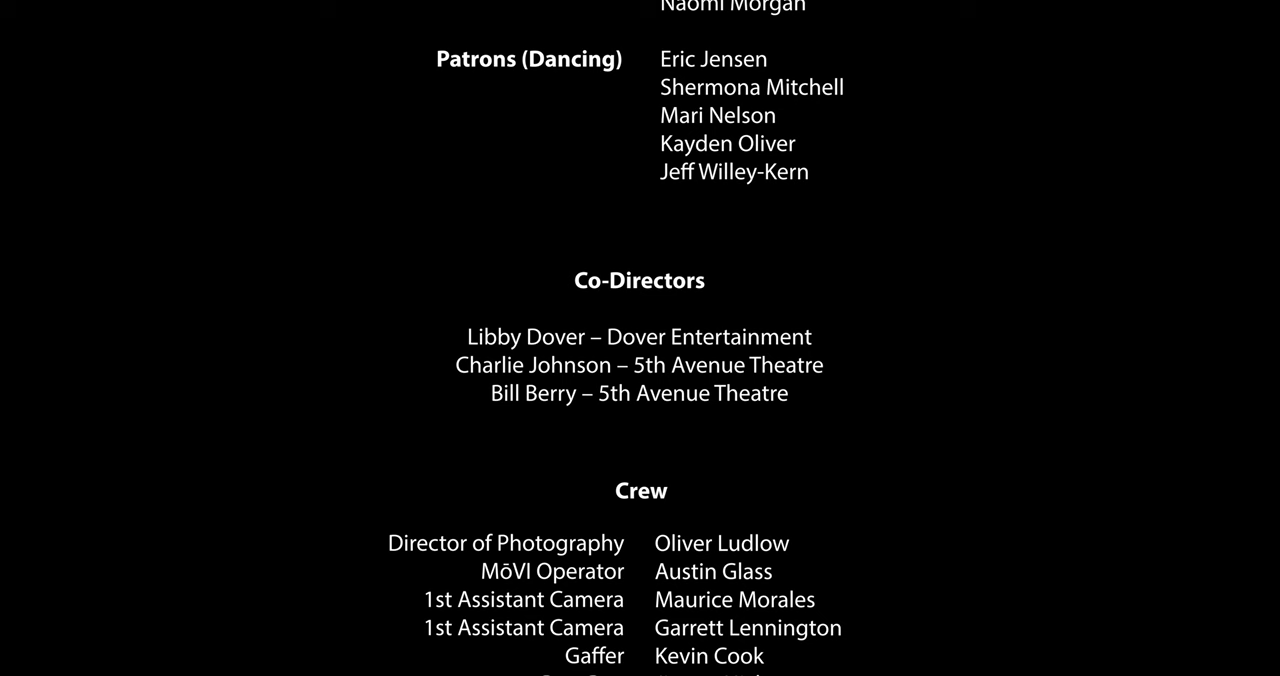 Naomi Morgan
Patrons (Dancing) Eric Jensen
Shermona Mitchell
Mari Nelson
Kayden Oliver
Jeff Willey-Kern
Co-Directors
Libby Dover – Dover Entertainment
Charlie Johnson – 5th Avenue Theatre
Bill Berry – 5th Avenue Theatre
Crew
Director of Photography Oliver Ludlow
MōVI Operator Austin Glass
1st Assistant Camera Maurice Morales
1st Assistant Camera Garrett Lennington
Gaffer Kevin Cook